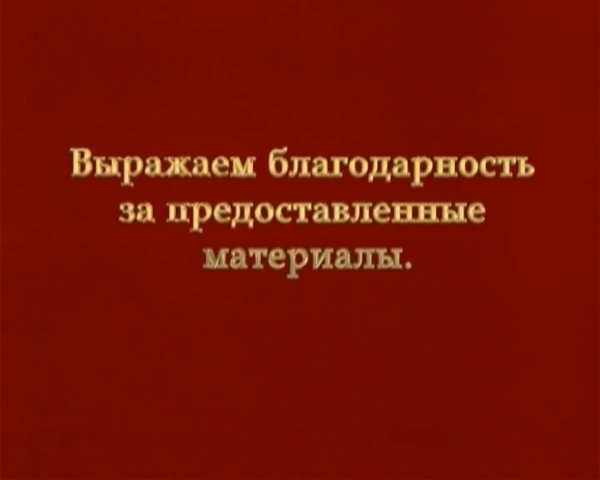 Выражаем благодарность
за предоставленные
материалы.